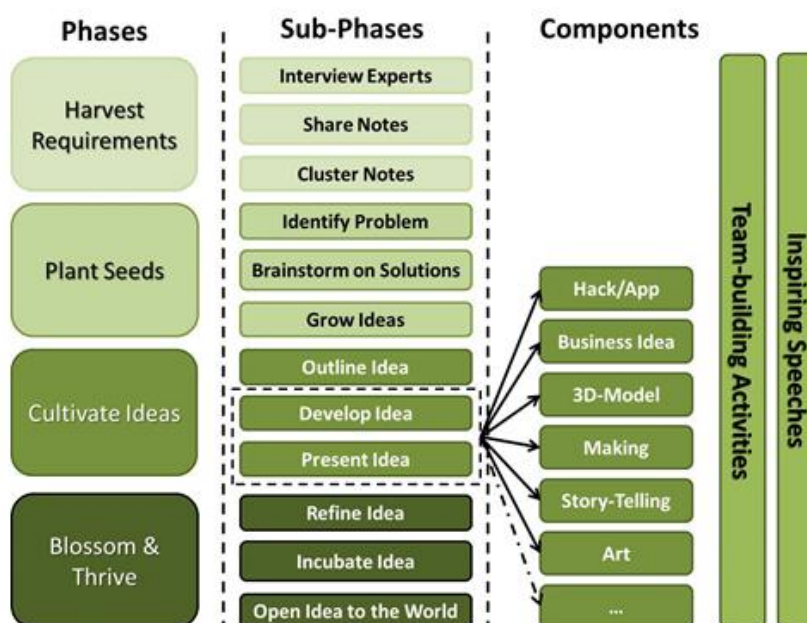 Phases
Sub-Phases
Components
Harvest
Requirements
Plant Seeds
Cultivate Ideas
Blossom &
Thrive
Interview Experts
Share Notes
Cluster Notes
Identify Problem
Brainstorm on Solutions
Grow Ideas
Outline Idea
Develop Idea
Present Idea
Refine Idea
Incubate Idea
Open Idea to the World
Hack/App
Business Idea
3D-Model
Making
Story-Telling
Art
...
Team-building Activities
Inspiring Speeches